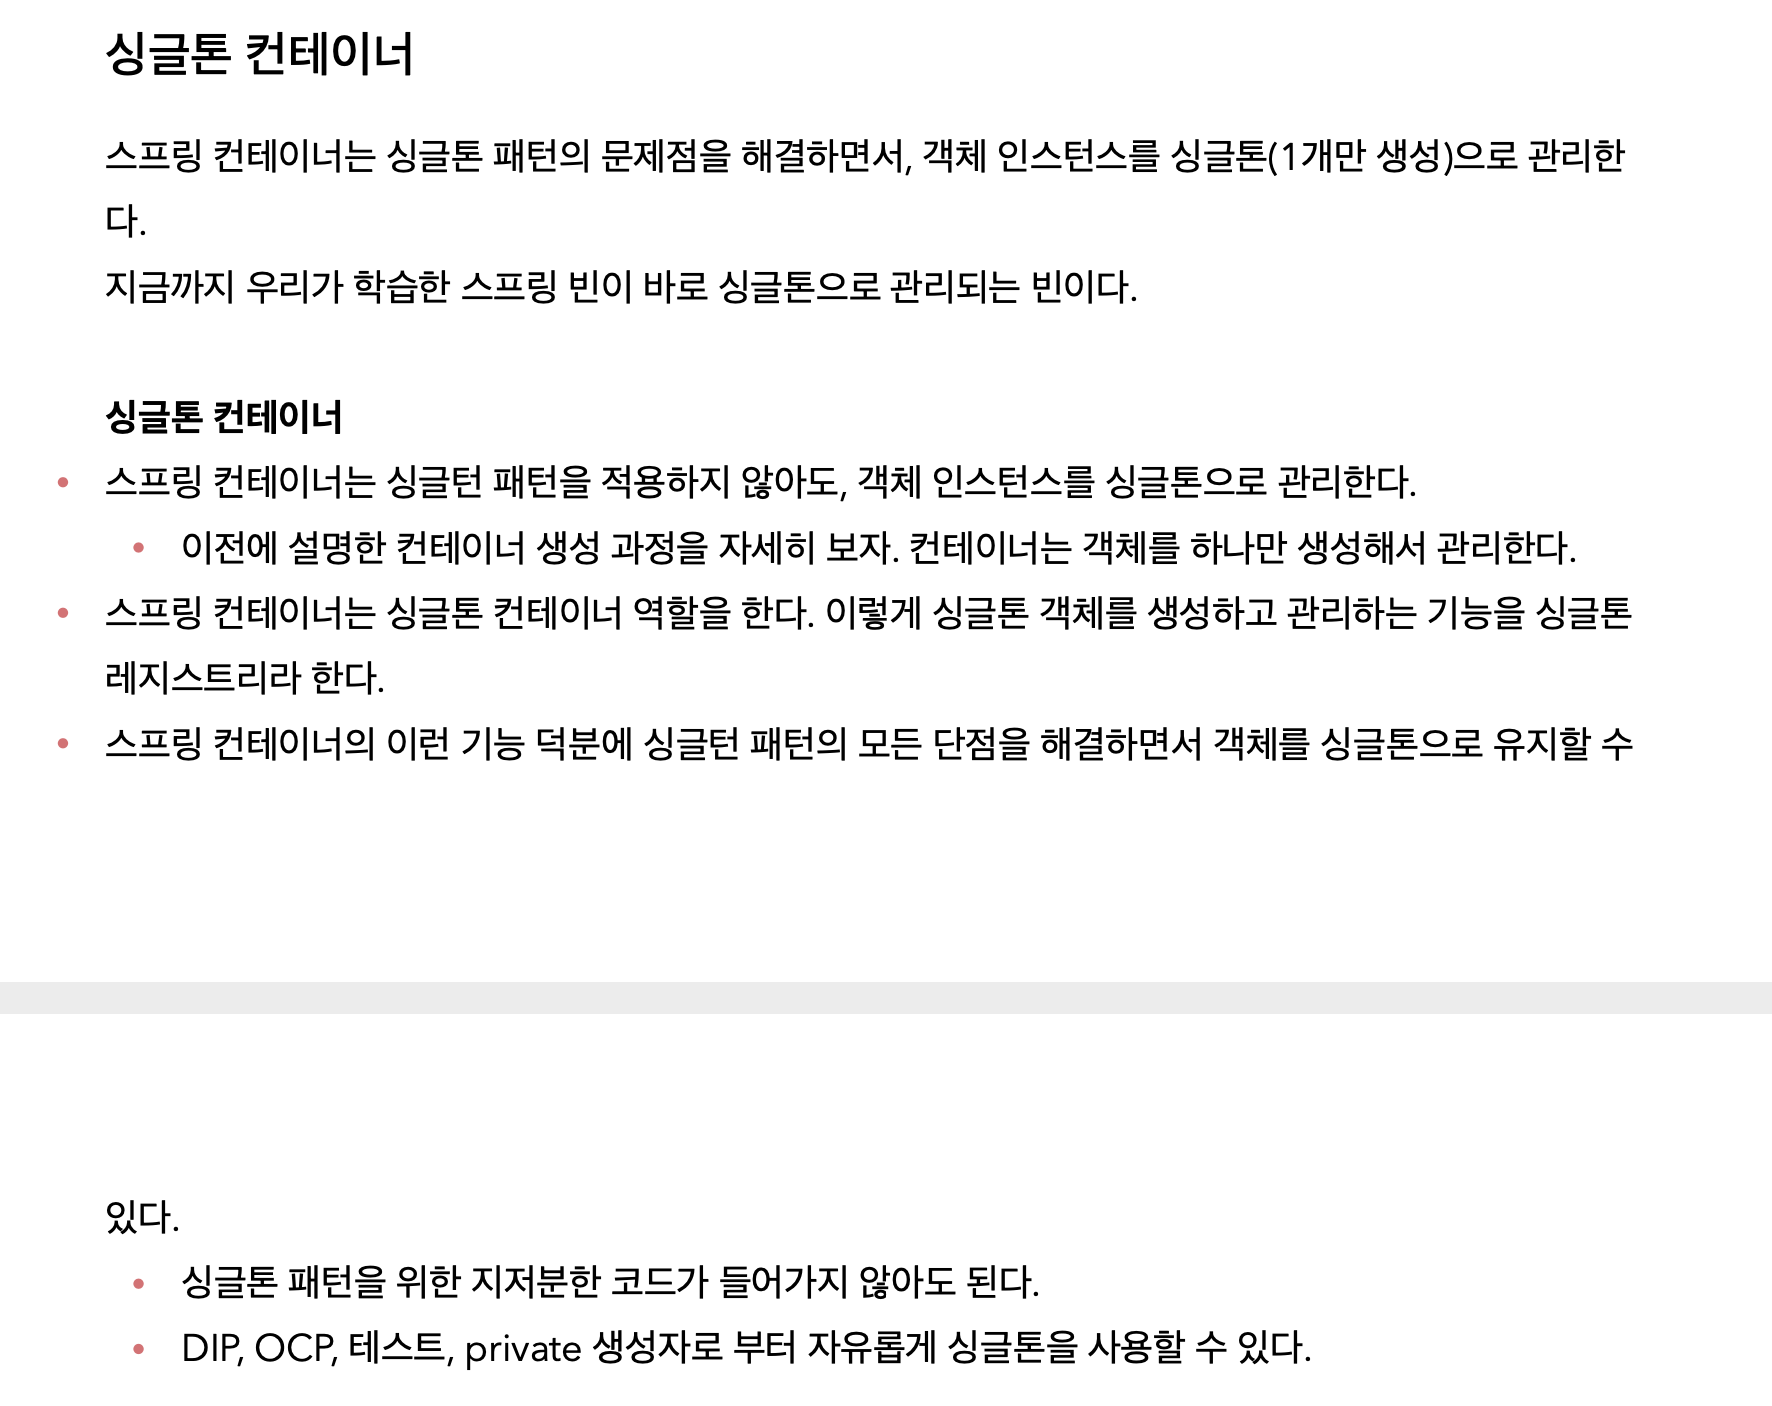 싱글톤 컨테이너
스프링 컨테이너는 싱글톤 패턴의 문제점을 해결하면서, 객체 인스턴스를 싱글톤(1개만 생성)으로 관리한
다.
지금까지 우리가 학습한 스프링 빈이 바로 싱글톤으로 관리되는 빈이다.
싱글톤 컨테이너
• 스프링 컨테이너는 싱글턴 패턴을 적용하지 않아도, 객체 인스턴스를 싱글톤으로 관리한다.
• 이전에 설명한 컨테이너 생성 과정을 자세히 보자. 컨테이너는 객체를 하나만 생성해서 관리한다.
• 스프링 컨테이너는 싱글톤 컨테이너 역할을 한다. 이렇게 싱글톤 객체를 생성하고 관리하는 기능을 싱글톤
레지스트리라 한다.
• 스프링 컨테이너의 이런 기능 덕분에 싱글턴 패턴의 모든 단점을 해결하면서 객체를 싱글톤으로 유지할 수
있다.
• 싱글톤 패턴을 위한 지저분한 코드가 들어가지 않아도 된다.
• DIP, OCP, 테스트, private 생성자로 부터 자유롭게 싱글톤을 사용할 수 있다.